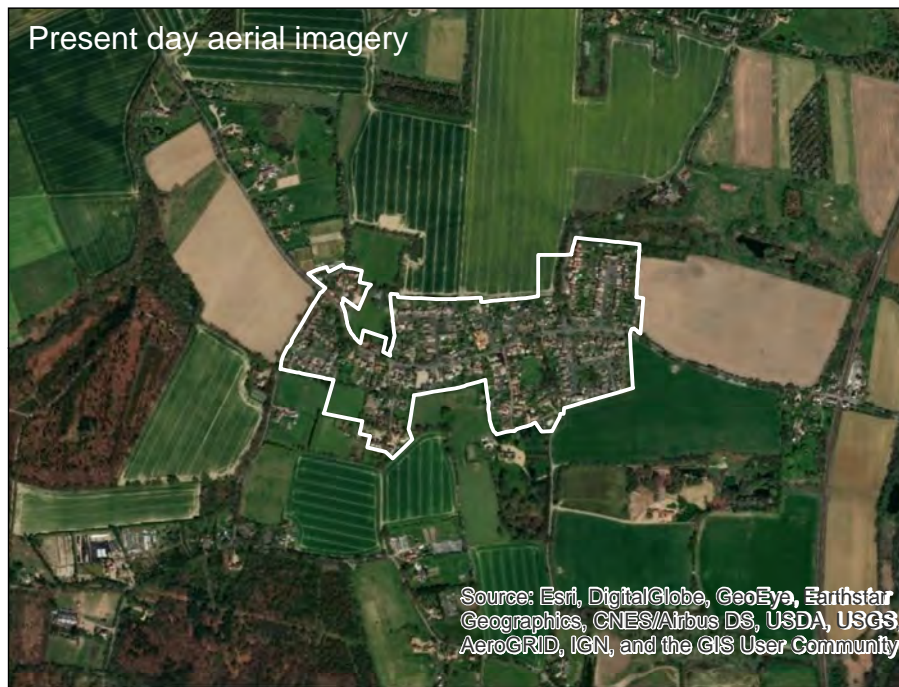 Present day aerial imagery
Source: Esri, DigitalGlobe, GeoEye, Earthstar
Geographics, CNES/Airbus DS, USDA, USGS
AeroGRID, IGN, and the GIS User Community